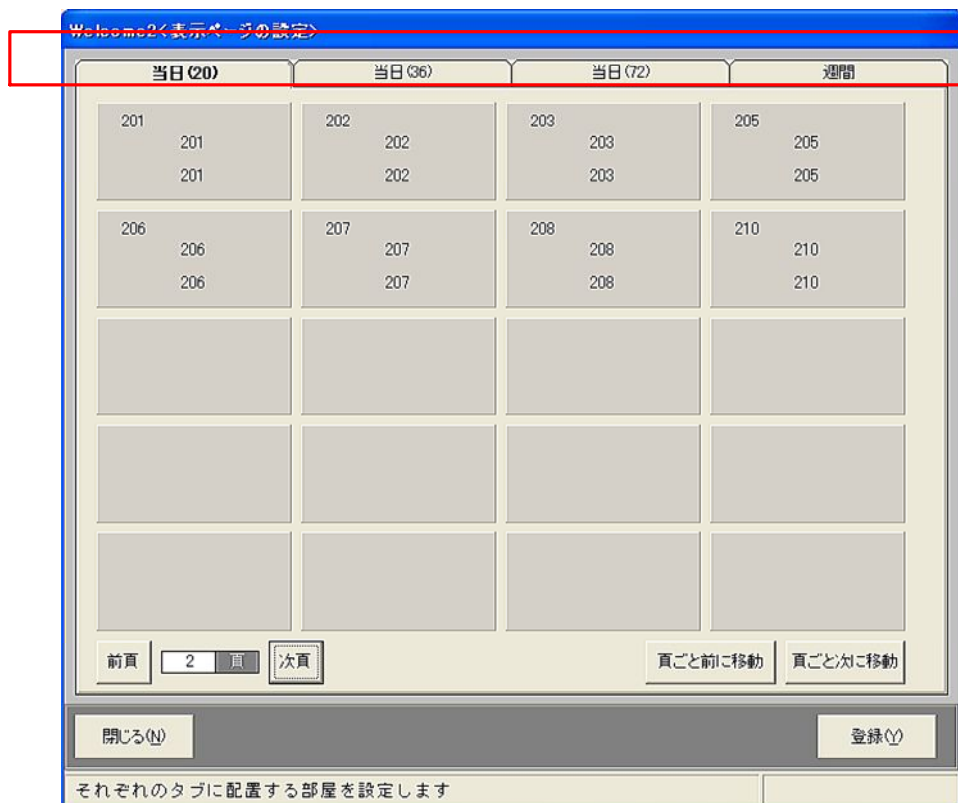 Welcome2<表示ページの設定>
当日(20) 当日(36) 当日(72) 週間
201 202 203 205
201 202 203 205
201 202 203 205
206 207 208 210
206 207 208 210
206 207 208 210
前頁 2 頁 次頁 頁ごと前に移動 頁ごと次に移動
閉じる(N) 登録(Y)
それぞれのタブに配置する部屋を設定します